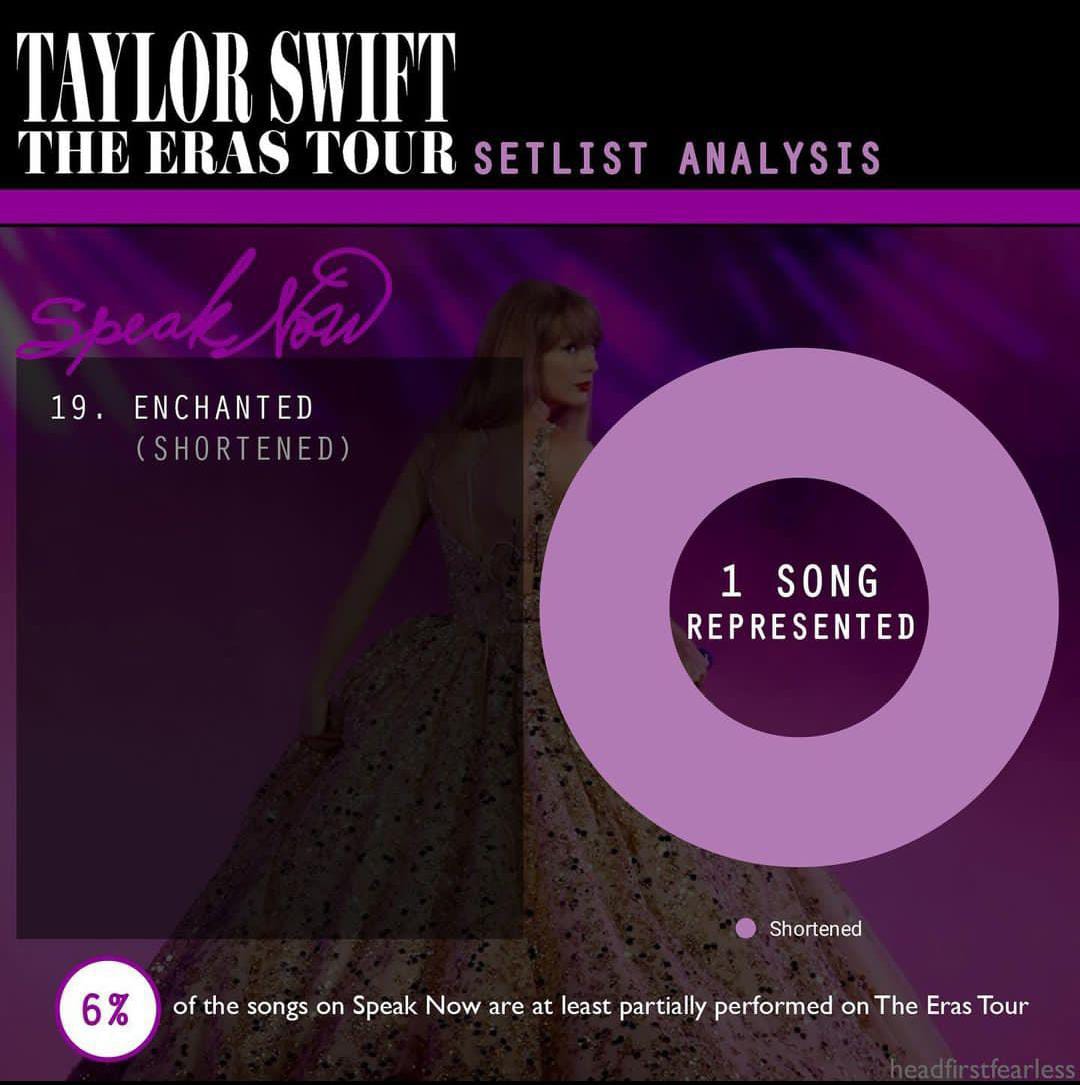 TAYLOR SWIFT
THE ERAS TOUR SETLIST ANALYSIS
Speak Now
19. ENCHANTED
(SHORTENED)
1 SONG
REPRESENTED
Shortened
6% of the songs on Speak Now are at least partially performed on The Eras Tour
headfirstfearless